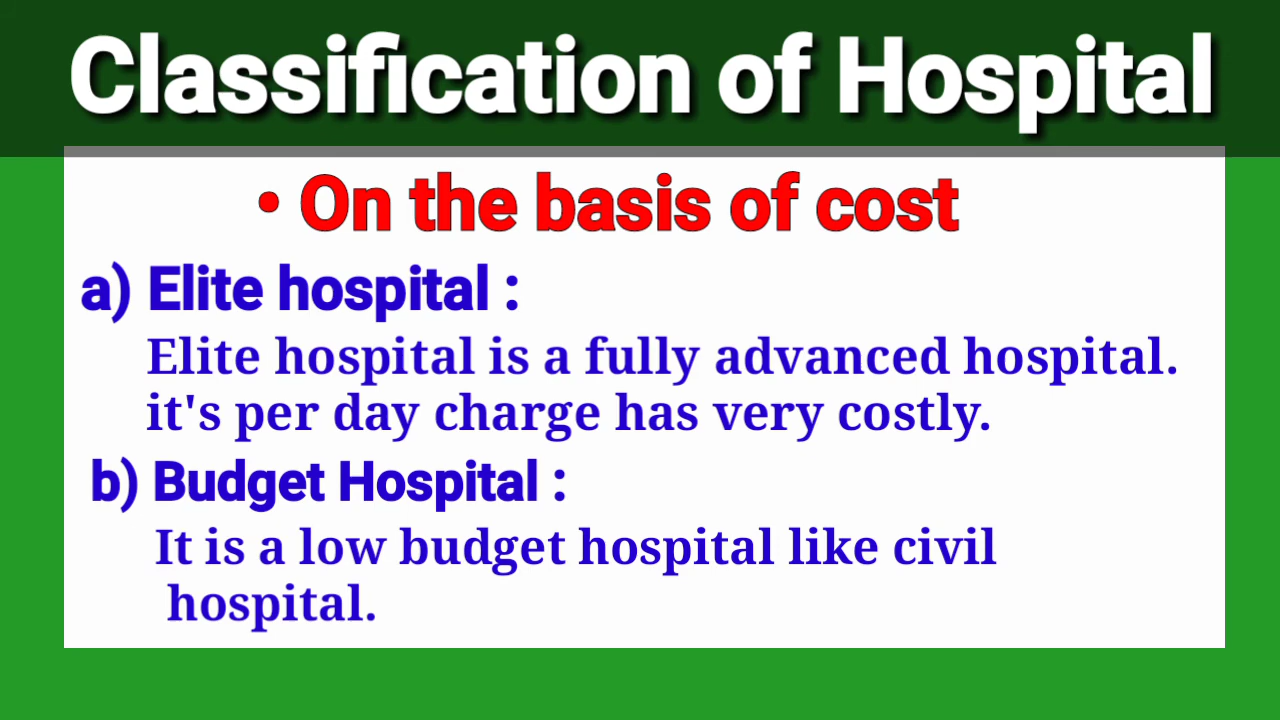 Classification of Hospital
• On the basis of cost
a) Elite hospital :
Elite hospital is a fully advanced hospital.
it's per day charge has very costly.
b) Budget Hospital :
It is a low budget hospital like civil
hospital.